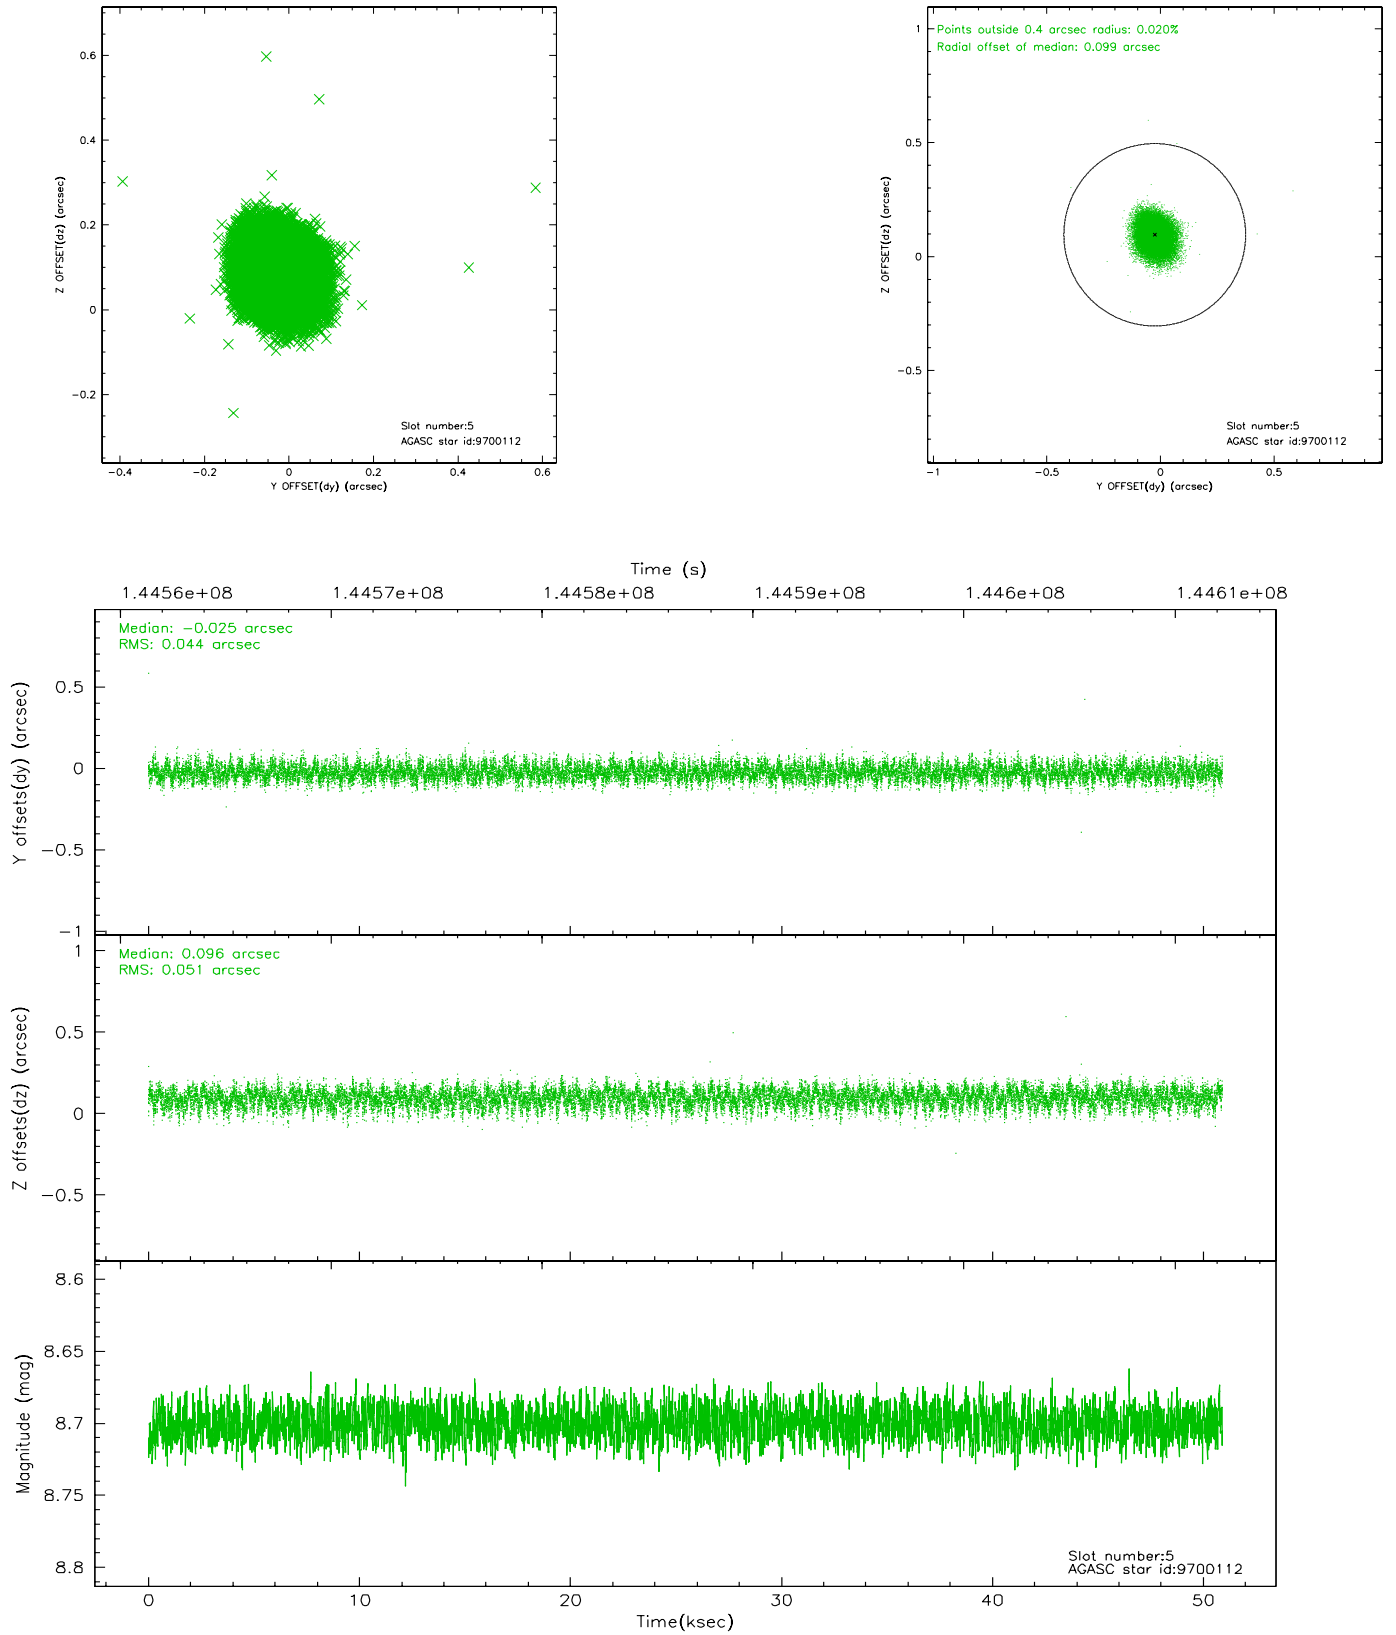 0.6
0.4
0.2
0
−0.2
Z OFFSET(dz) (arcsec)
Slot number:5
AGASC star id:9700112
−0.4 −0.2 0 0.2 0.4 0.6
Y OFFSET(dy) (arcsec)
Points outside 0.4 arcsec radius: 0.020%
Radial offset of median: 0.099 arcsec
1
0.5
0
−0.5
Z OFFSET(dz) (arcsec)
Slot number:5
AGASC star id:9700112
−1 −0.5 0 0.5
Y OFFSET(dy) (arcsec)
Time (s)
1.4456e+08 1.4457e+08 1.4458e+08 1.4459e+08 1.446e+08 1.4461e+08
Median: −0.025 arcsec
RMS: 0.044 arcsec
0.5
0
−0.5
−1
Y offsets(dy) (arcsec)
Median: 0.096 arcsec
RMS: 0.051 arcsec
1
0.5
0
−0.5
Z offsets(dz) (arcsec)
8.6
8.65
8.7
8.75
8.8
Magnitude (mag)
Slot number:5
AGASC star id:9700112
0 10 20 30 40 50
Time(ksec)